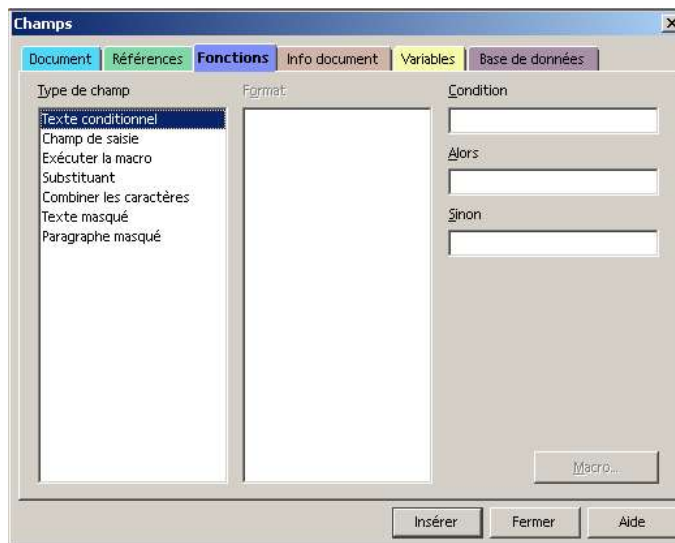 Champs
Document Références Fonctions Info document Variables Base de données
Type de champ
Texte conditionnel
Champ de saisie
Exécuter la macro
Substituant
Combiner les caractères
Texte masqué
Paragraphe masqué
Format
Condition
Alors
Sinon
Macro...
Insérer Fermer Aide